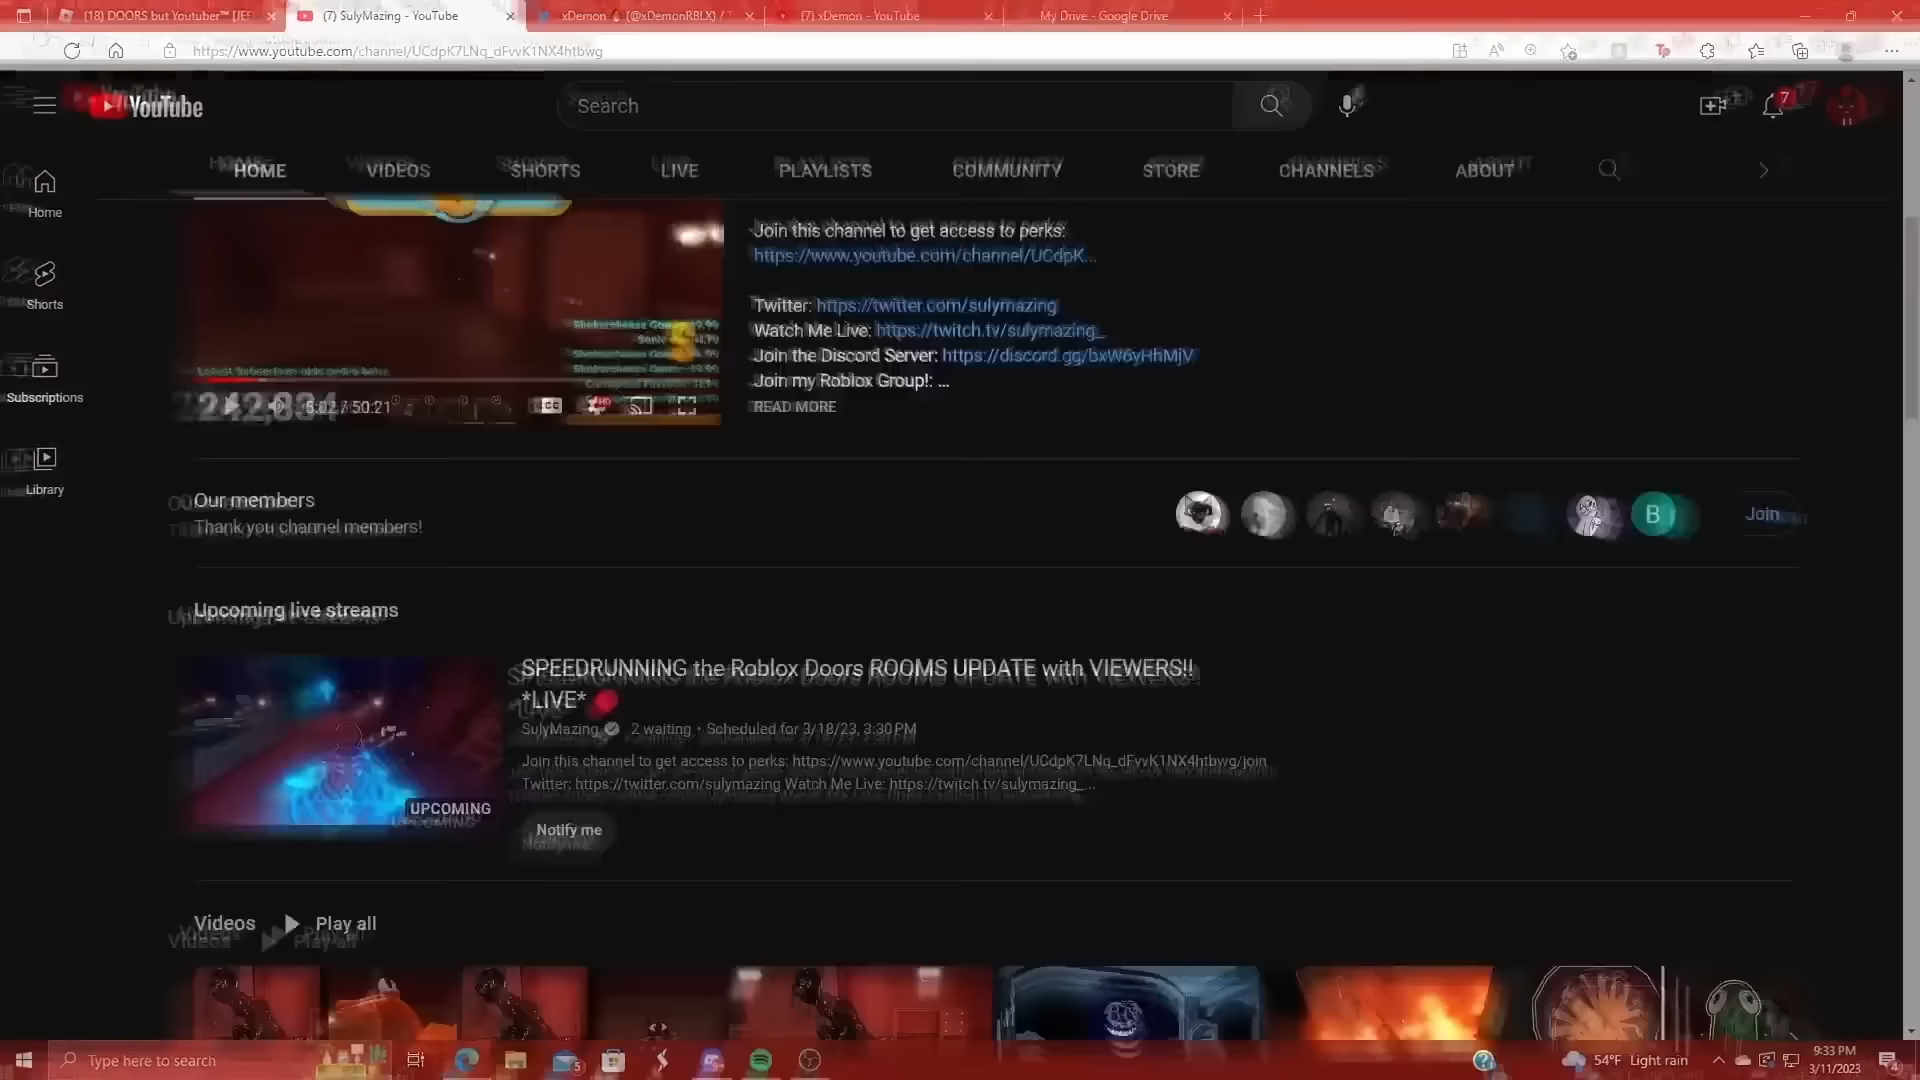 (18) DOORS but Youtuber™ [JEF
(7) SulyMazing - YouTube
xDemon (@xDemonRBLX) / T
(7) xDemon - YouTube
My Drive - Google Drive
https://www.youtube.com/channel/UCdpK7LNq_dFvvK1NX4htbwg
YouTube
Search
7
HOME
VIDEOS
SHORTS
LIVE
PLAYLISTS
COMMUNITY
STORE
CHANNELS
ABOUT
Home
Shorts
Subscriptions
Library
242,834
5:02 / 50:21
Join this channel to get access to perks:
https://www.youtube.com/channel/UCdpK...
Twitter: https://twitter.com/sulymazing
Watch Me Live: https://twitch.tv/sulymazing_
Join the Discord Server: https://discord.gg/bxW6yHhMjV
Join my Roblox Group!: ...
READ MORE
Our members
Thank you channel members!
B
Join
Upcoming live streams
SPEEDRUNNING the Roblox Doors ROOMS UPDATE with VIEWERS!!
*LIVE*
SulyMazing 2 waiting • Scheduled for 3/18/23, 3:30 PM
Join this channel to get access to perks: https://www.youtube.com/channel/UCdpK7LNq_dFvvK1NX4htbwg/join
Twitter: https://twitter.com/sulymazing Watch Me Live: https://twitch.tv/sulymazing_...
UPCOMING
Notify me
Videos
Play all
Type here to search
5
54°F Light rain
9:33 PM
3/11/2023
4